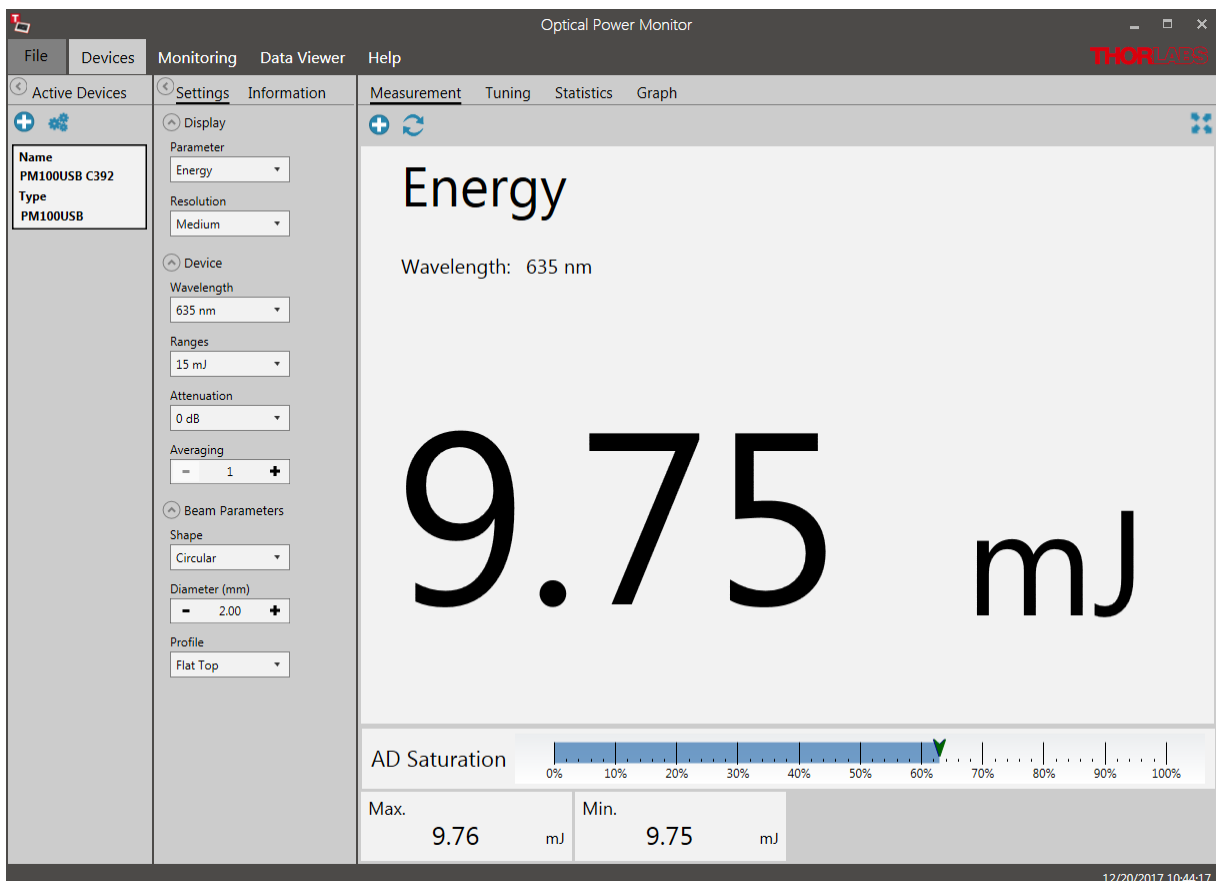 Optical Power Monitor
File Devices Monitoring Data Viewer Help
THORLABS
Active Devices
Name
PM100USB C392
Type
PM100USB
Settings Information
Display
Parameter
Energy
Resolution
Medium
Device
Wavelength
635 nm
Ranges
15 mJ
Attenuation
0 dB
Averaging
- 1 +
Beam Parameters
Shape
Circular
Diameter (mm)
- 2.00 +
Profile
Flat Top
Measurement Tuning Statistics Graph
Energy
Wavelength: 635 nm
9.75 mJ
AD Saturation
0% 10% 20% 30% 40% 50% 60% 70% 80% 90% 100%
Max.
9.76 mJ
Min.
9.75 mJ
12/20/2017 10:44:17